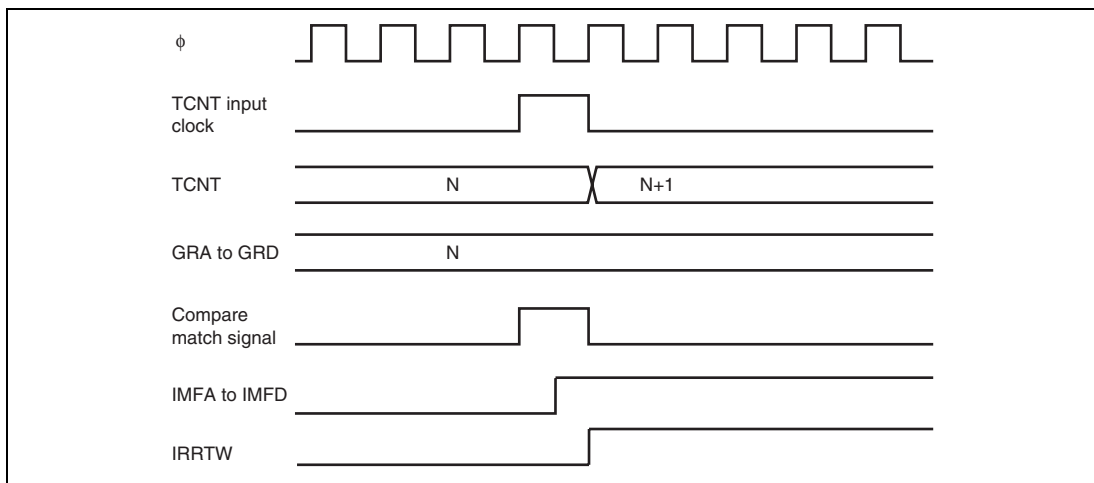 ϕ
TCNT input
clock
TCNT
N
N+1
GRA to GRD
N
Compare
match signal
IMFA to IMFD
IRRTW